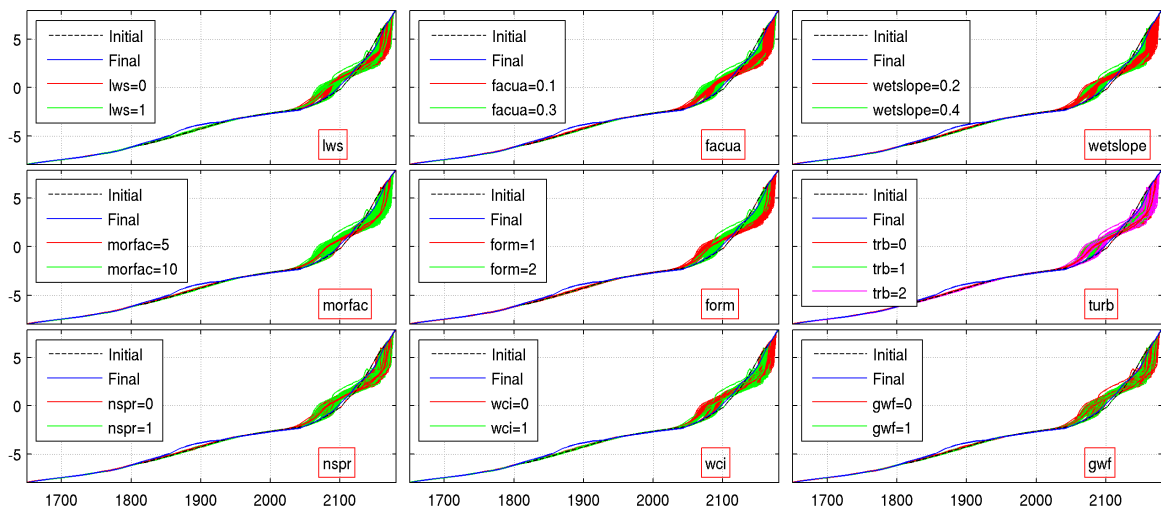 5
0
-5
Initial
Final
lws=0
lws=1
lws
Initial
Final
facua=0.1
facua=0.3
facua
Initial
Final
wetslope=0.2
wetslope=0.4
wetslope
5
0
-5
Initial
Final
morfac=5
morfac=10
morfac
Initial
Final
form=1
form=2
form
Initial
Final
trb=0
trb=1
trb=2
turb
5
0
-5
Initial
Final
nspr=0
nspr=1
nspr
Initial
Final
wci=0
wci=1
wci
Initial
Final
gwf=0
gwf=1
gwf
1700 1800 1900 2000 2100
1700 1800 1900 2000 2100
1700 1800 1900 2000 2100